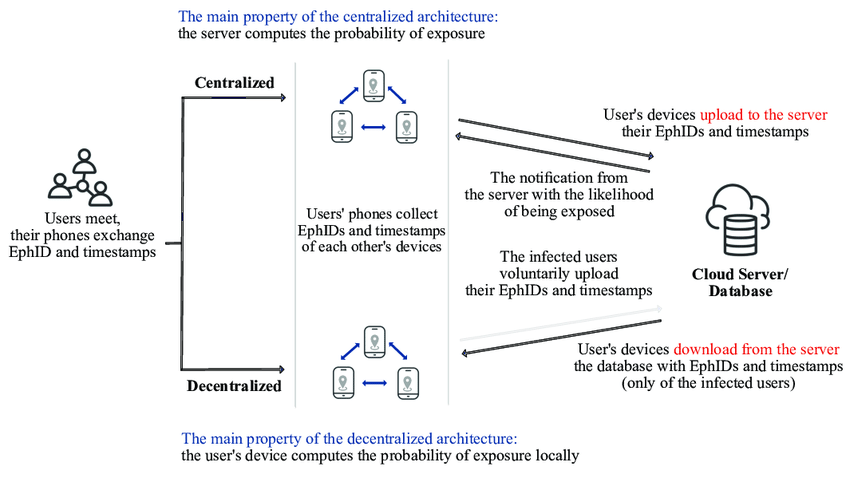 The main property of the centralized architecture:
the server computes the probability of exposure
Centralized
User's devices upload to the server
their EphIDs and timestamps
The notification from
the server with the likelihood
of being exposed
Users meet,
their phones exchange
EphID and timestamps
Users' phones collect
EphIDs and timestamps
of each other's devices
The infected users
voluntarily upload
their EphIDs and timestamps
Cloud Server/
Database
User's devices download from the server
the database with EphIDs and timestamps
(only of the infected users)
Decentralized
The main property of the decentralized architecture:
the user's device computes the probability of exposure locally